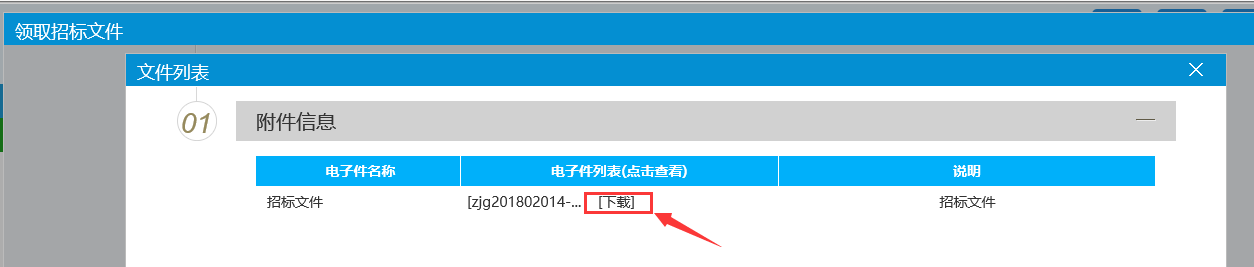 领取招标文件
文件列表
01 附件信息
电子件名称 电子件列表(点击查看) 说明
招标文件 [zjg201802014-... [下载] 招标文件